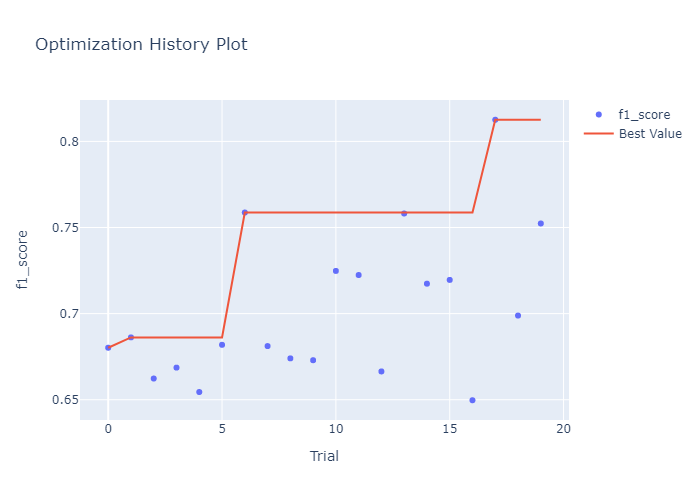 Optimization History Plot
f1_score
Best Value
0.8
0.75
0.7
0.65
f1_score
0
5
10
15
20
Trial